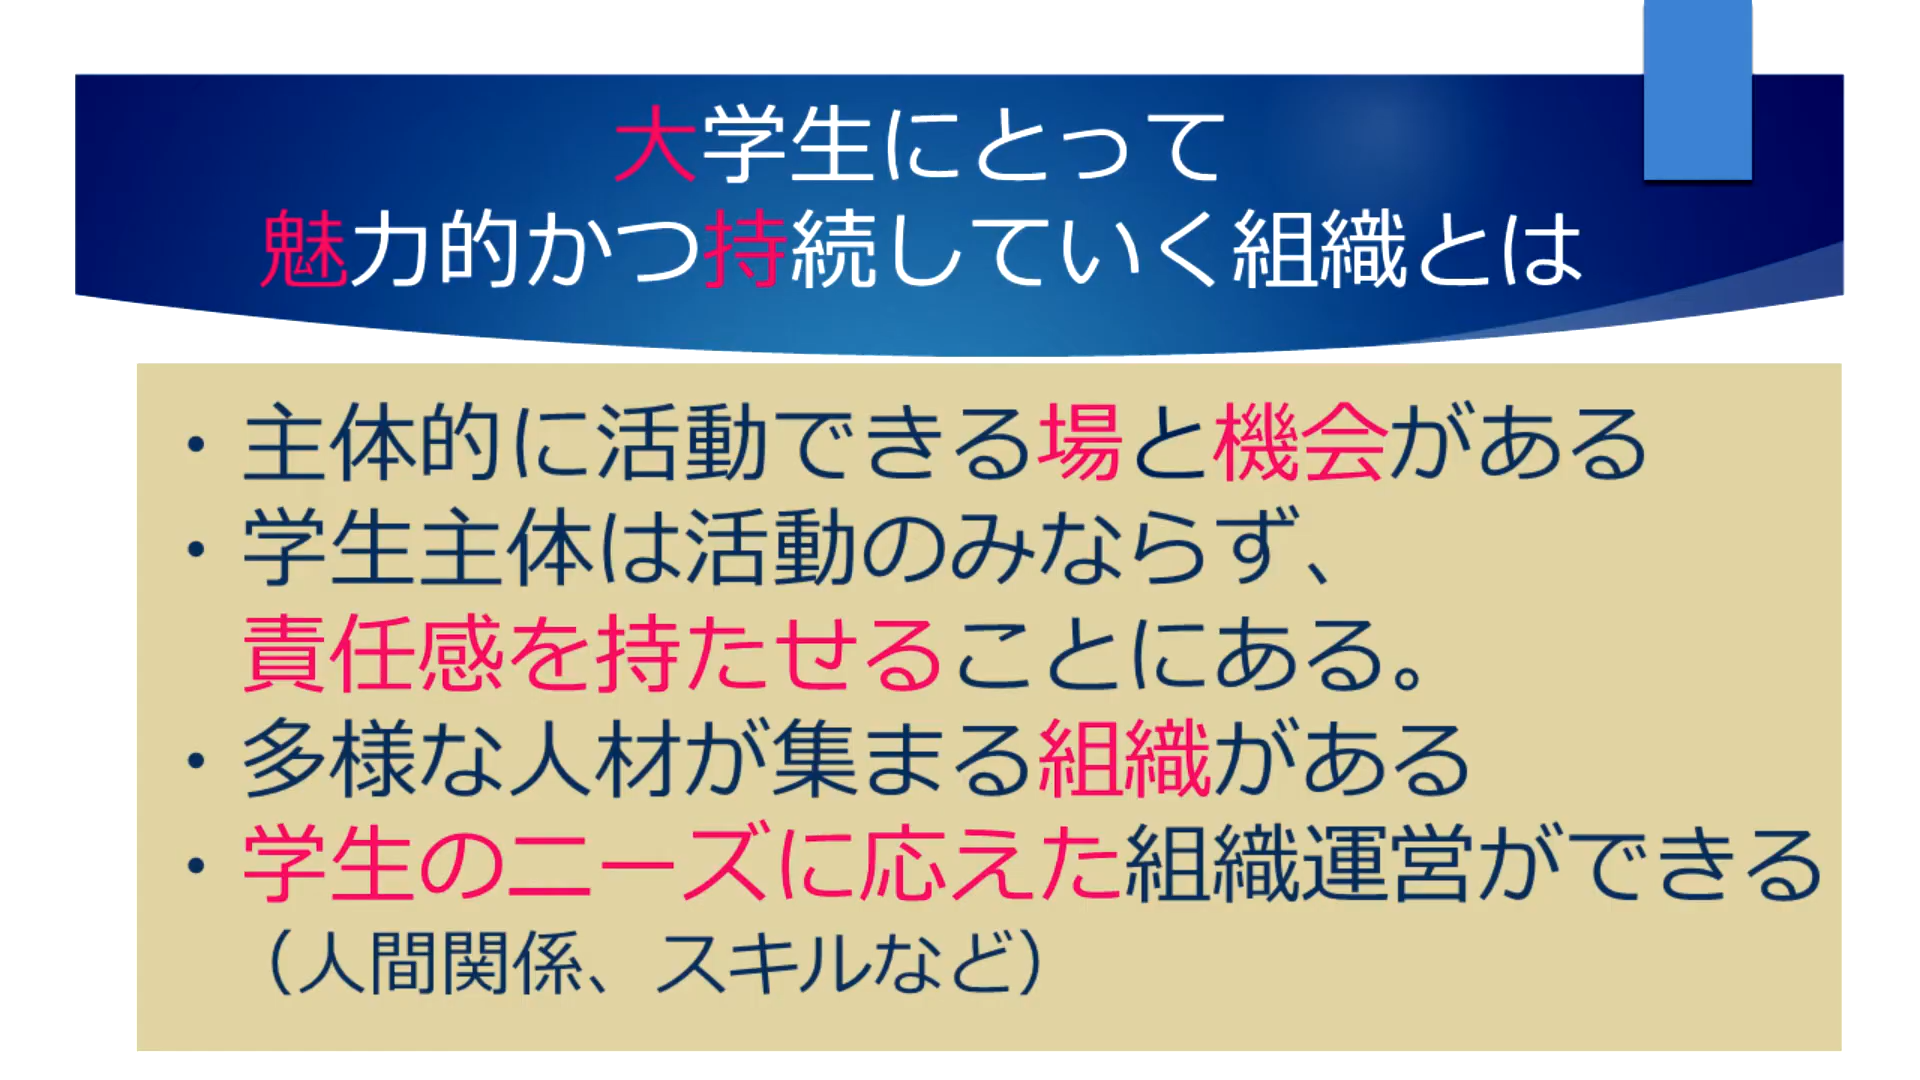 大学生にとって
魅力的かつ持続していく組織とは
・主体的に活動できる場と機会がある
・学生主体は活動のみならず、
責任感を持たせることにある。
・多様な人材が集まる組織がある
・学生のニーズに応えた組織運営ができる
（人間関係、スキルなど）